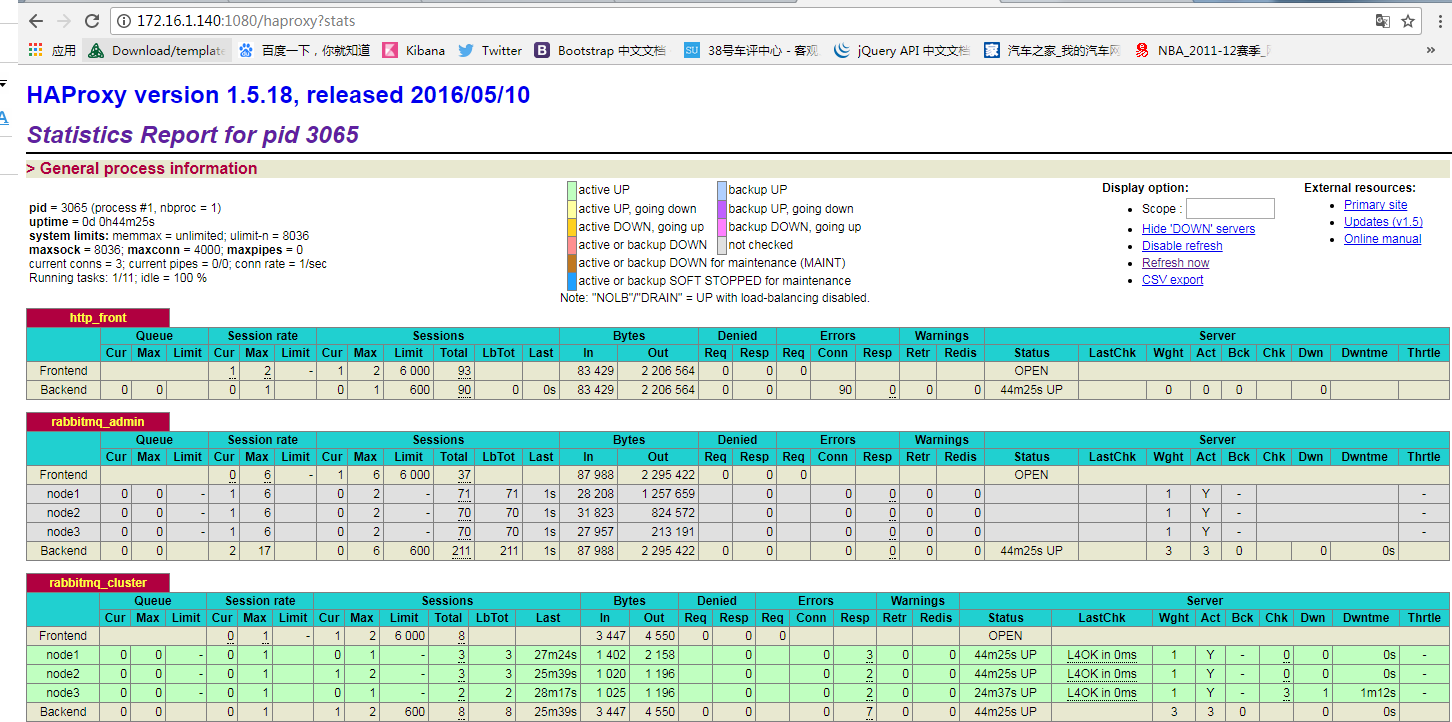 172.16.1.140:1080/haproxy?stats
应用 Download/templat 百度一下，你就知道 Kibana Twitter Bootstrap 中文文档 38号车评中心 - 客观 jQuery API 中文文档 汽车之家_我的汽车网 NBA_2011-12赛季_ »
HAProxy version 1.5.18, released 2016/05/10
Statistics Report for pid 3065
> General process information
pid = 3065 (process #1, nbproc = 1)
uptime = 0d 0h44m25s
system limits: memmax = unlimited; ulimit-n = 8036
maxsock = 8036; maxconn = 4000; maxpipes = 0
current conns = 3; current pipes = 0/0; conn rate = 1/sec
Running tasks: 1/11; idle = 100 %
active UP backup UP
active UP, going down backup UP, going down
active DOWN, going up backup DOWN, going up
active or backup DOWN not checked
active or backup DOWN for maintenance (MAINT)
active or backup SOFT STOPPED for maintenance
Note: "NOLB"/"DRAIN" = UP with load-balancing disabled.
Display option:
Scope :
Hide 'DOWN' servers
Disable refresh
Refresh now
CSV export
External resources:
Primary site
Updates (v1.5)
Online manual
http_front
Queue Session rate Sessions Bytes Denied Errors Warnings Server
Cur Max Limit Cur Max Limit Cur Max Limit Total LbTot Last In Out Req Resp Req Conn Resp Retr Redis Status LastChk Wght Act Bck Chk Dwn Dwntme Thrtle
Frontend 1 2 - 1 2 6 000 93 83 429 2 206 564 0 0 0 OPEN
Backend 0 0 0 1 0 1 600 90 0 0s 83 429 2 206 564 0 0 90 0 0 0 44m25s UP 0 0 0 0
rabbitmq_admin
Queue Session rate Sessions Bytes Denied Errors Warnings Server
Cur Max Limit Cur Max Limit Cur Max Limit Total LbTot Last In Out Req Resp Req Conn Resp Retr Redis Status LastChk Wght Act Bck Chk Dwn Dwntme Thrtle
Frontend 0 6 - 1 6 6 000 37 87 988 2 295 422 0 0 0 OPEN
node1 0 0 - 1 6 0 2 - 71 71 1s 28 208 1 257 659 0 0 0 0 0 1 Y - -
node2 0 0 - 1 6 0 2 - 70 70 1s 31 823 824 572 0 0 0 0 0 1 Y - -
node3 0 0 - 1 6 0 2 - 70 70 1s 27 957 213 191 0 0 0 0 0 1 Y - -
Backend 0 0 2 17 0 6 600 211 211 1s 87 988 2 295 422 0 0 0 0 0 0 44m25s UP 3 3 0 0 0s
rabbitmq_cluster
Queue Session rate Sessions Bytes Denied Errors Warnings Server
Cur Max Limit Cur Max Limit Cur Max Limit Total LbTot Last In Out Req Resp Req Conn Resp Retr Redis Status LastChk Wght Act Bck Chk Dwn Dwntme Thrtle
Frontend 0 1 - 1 2 6 000 8 3 447 4 550 0 0 0 OPEN
node1 0 0 - 0 1 0 1 - 3 3 27m24s 1 402 2 158 0 0 3 0 0 44m25s UP L4OK in 0ms 1 Y - 0 0 0s -
node2 0 0 - 0 1 1 2 - 3 3 25m39s 1 020 1 196 0 0 2 0 0 44m25s UP L4OK in 0ms 1 Y - 0 0 0s -
node3 0 0 - 0 1 0 1 - 2 2 28m17s 1 025 1 196 0 0 2 0 0 24m37s UP L4OK in 0ms 1 Y - 3 1 1m12s -
Backend 0 0 0 1 1 2 600 8 8 25m39s 3 447 4 550 0 0 0 7 0 0 44m25s UP 3 3 0 0 0s